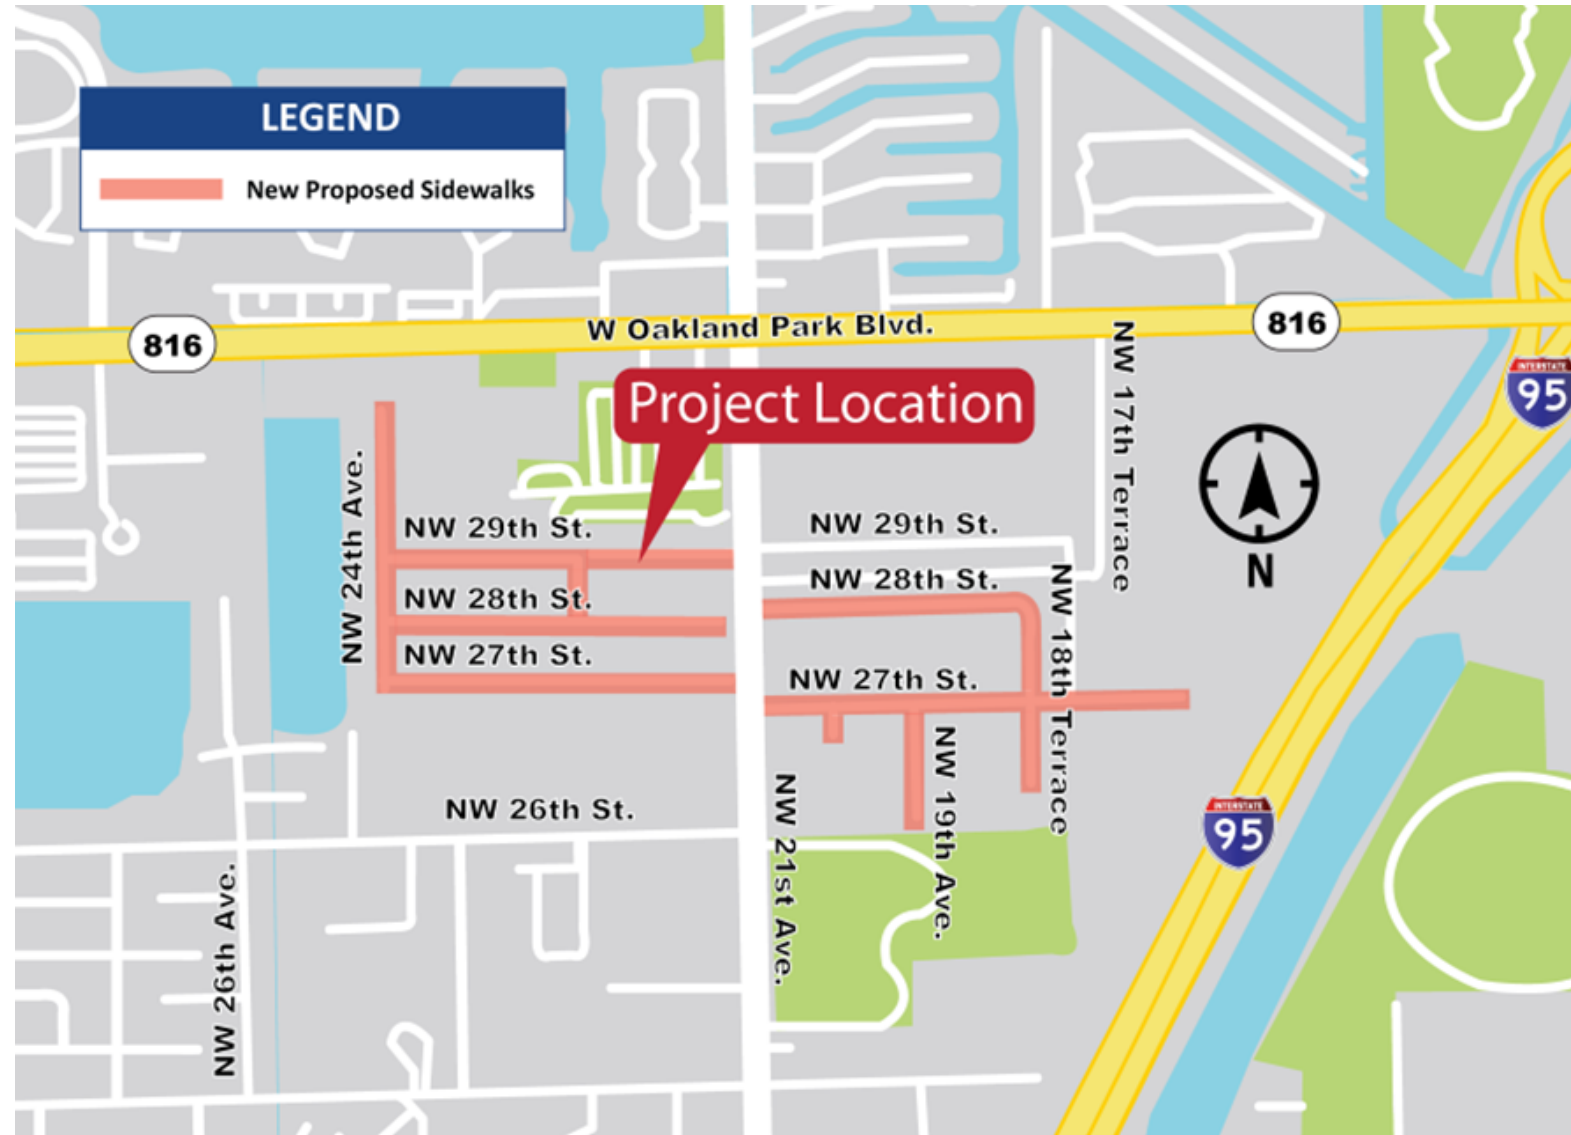 LEGEND
New Proposed Sidewalks
W Oakland Park Blvd.
816
816
NW 17th Terrace
INTERSTATE
95
Project Location
NW 24th Ave.
NW 29th St.
NW 29th St.
NW 28th St.
NW 28th St.
N
NW 18th Terrace
NW 27th St.
NW 27th St.
NW 19th Ave.
NW 21st Ave.
NW 26th St.
INTERSTATE
95
NW 26th Ave.